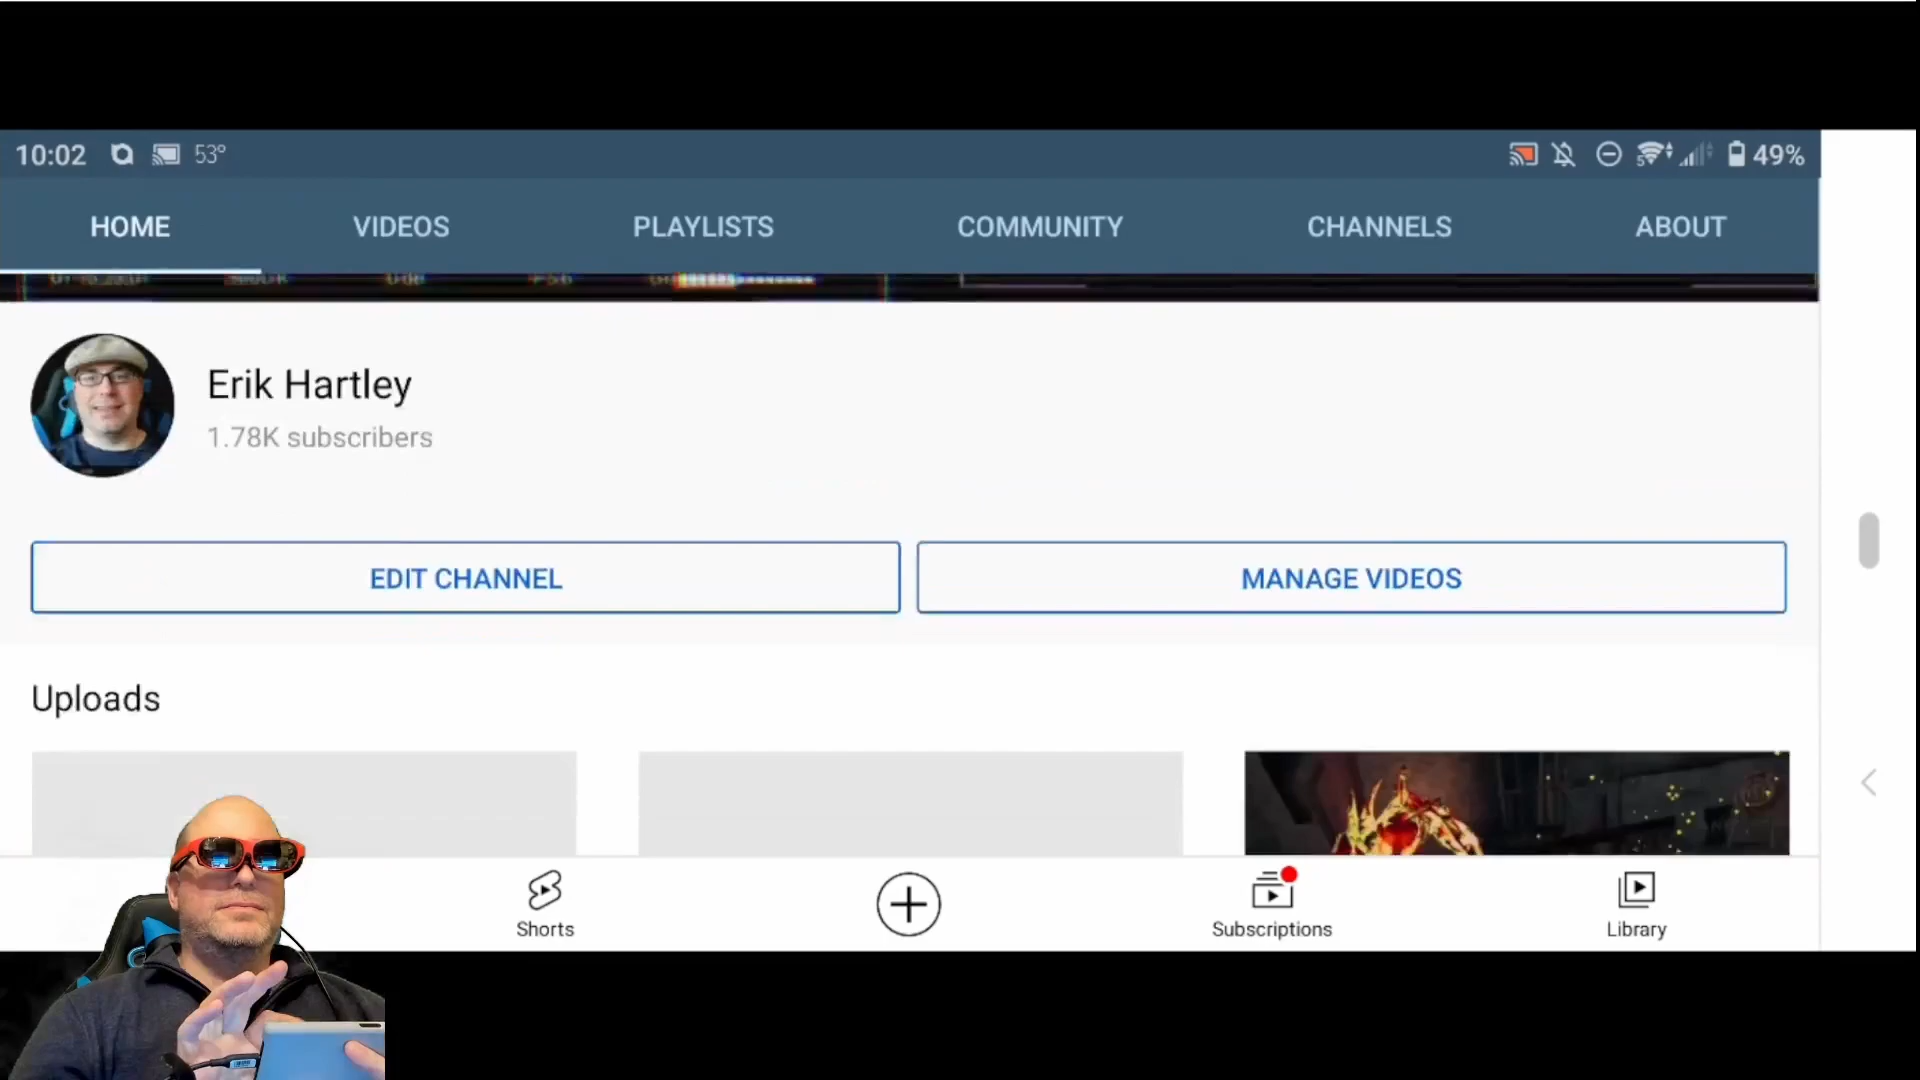 10:02 53° 49%
HOME VIDEOS PLAYLISTS COMMUNITY CHANNELS ABOUT
Erik Hartley
1.78K subscribers
EDIT CHANNEL MANAGE VIDEOS
Uploads
Shorts Subscriptions Library